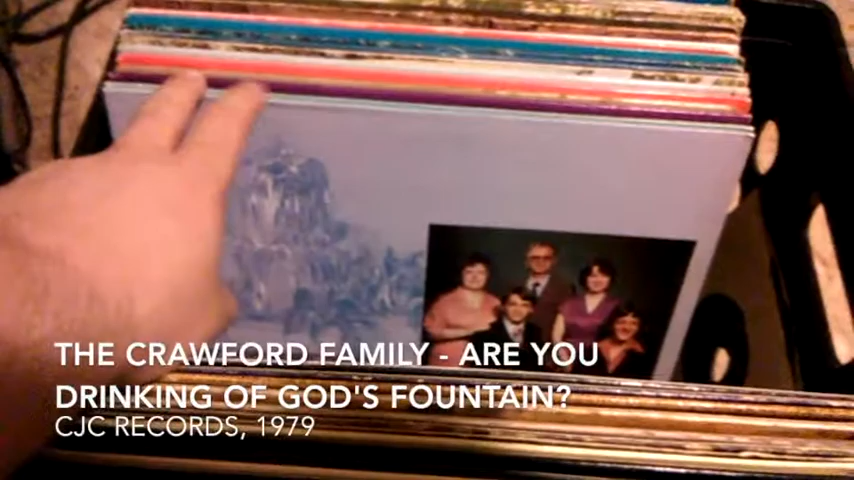 THE CRAWFORD FAMILY - ARE YOU
DRINKING OF GOD'S FOUNTAIN?
CJC RECORDS, 1979